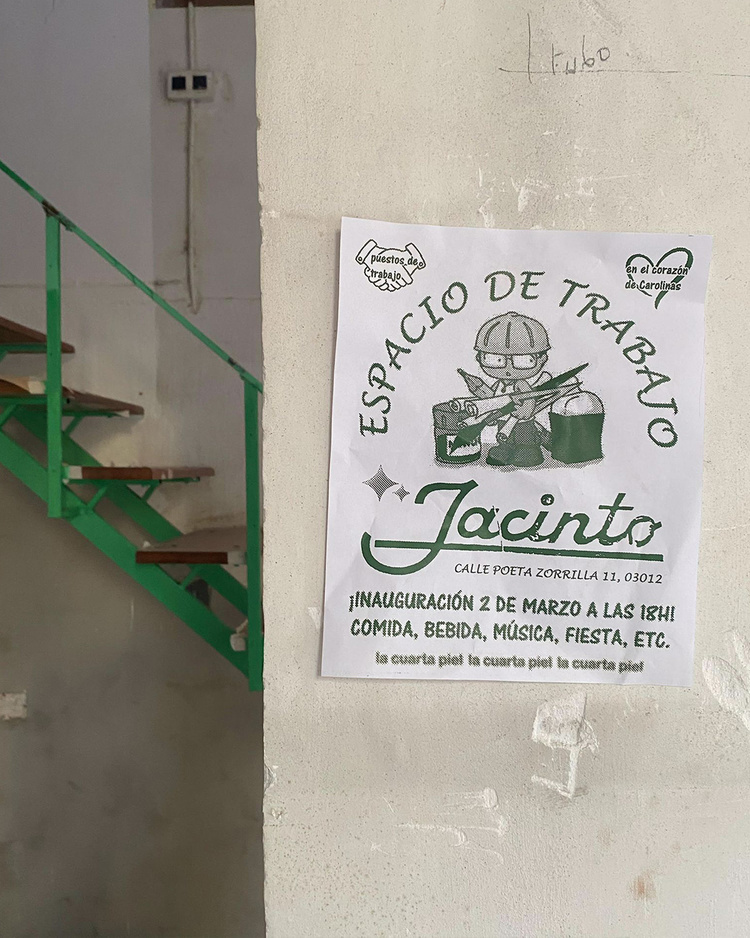 tubo
puestos de
trabajo
en el corazón
de Carolinas
ESPACIO DE TRABAJO
Jacinto
CALLE POETA ZORRILLA 11, 03012
¡INAUGURACIÓN 2 DE MARZO A LAS 18H!
COMIDA, BEBIDA, MÚSICA, FIESTA, ETC.
la cuarta piel la cuarta piel la cuarta piel